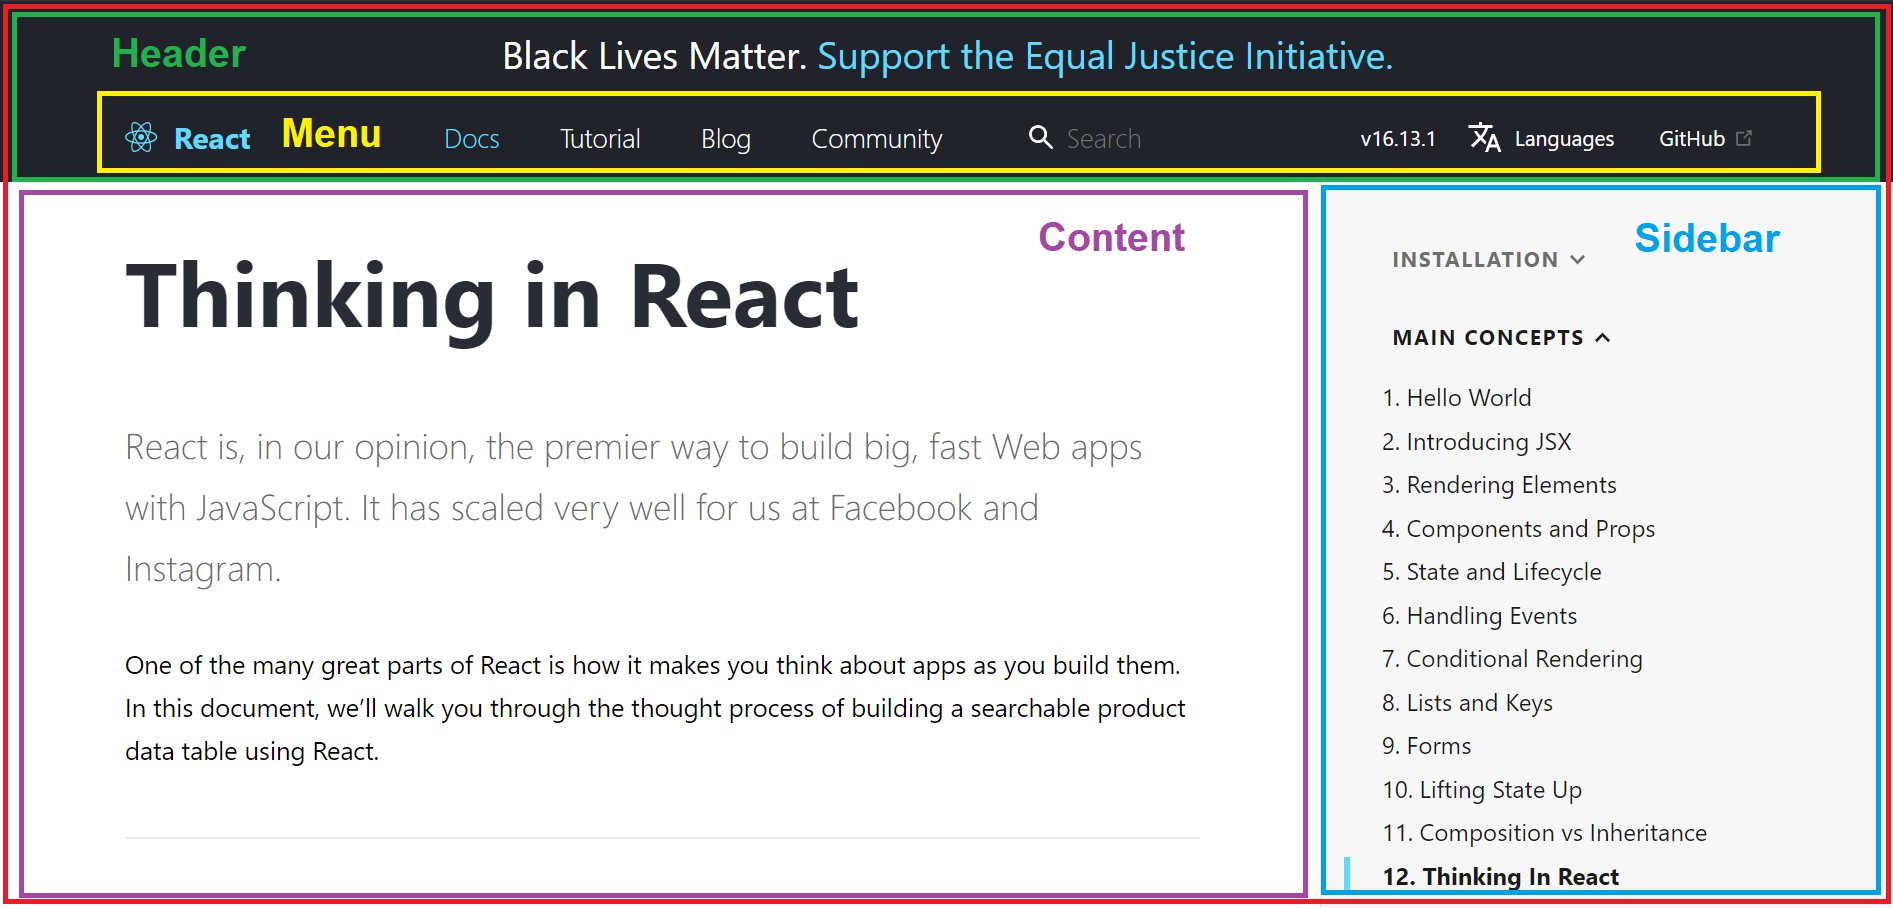 Header
Black Lives Matter. Support the Equal Justice Initiative.
React Menu Docs Tutorial Blog Community Search v16.13.1 Languages GitHub
Content
Thinking in React
React is, in our opinion, the premier way to build big, fast Web apps
with JavaScript. It has scaled very well for us at Facebook and
Instagram.
One of the many great parts of React is how it makes you think about apps as you build them.
In this document, we’ll walk you through the thought process of building a searchable product
data table using React.
Sidebar
INSTALLATION
MAIN CONCEPTS
1. Hello World
2. Introducing JSX
3. Rendering Elements
4. Components and Props
5. State and Lifecycle
6. Handling Events
7. Conditional Rendering
8. Lists and Keys
9. Forms
10. Lifting State Up
11. Composition vs Inheritance
12. Thinking In React